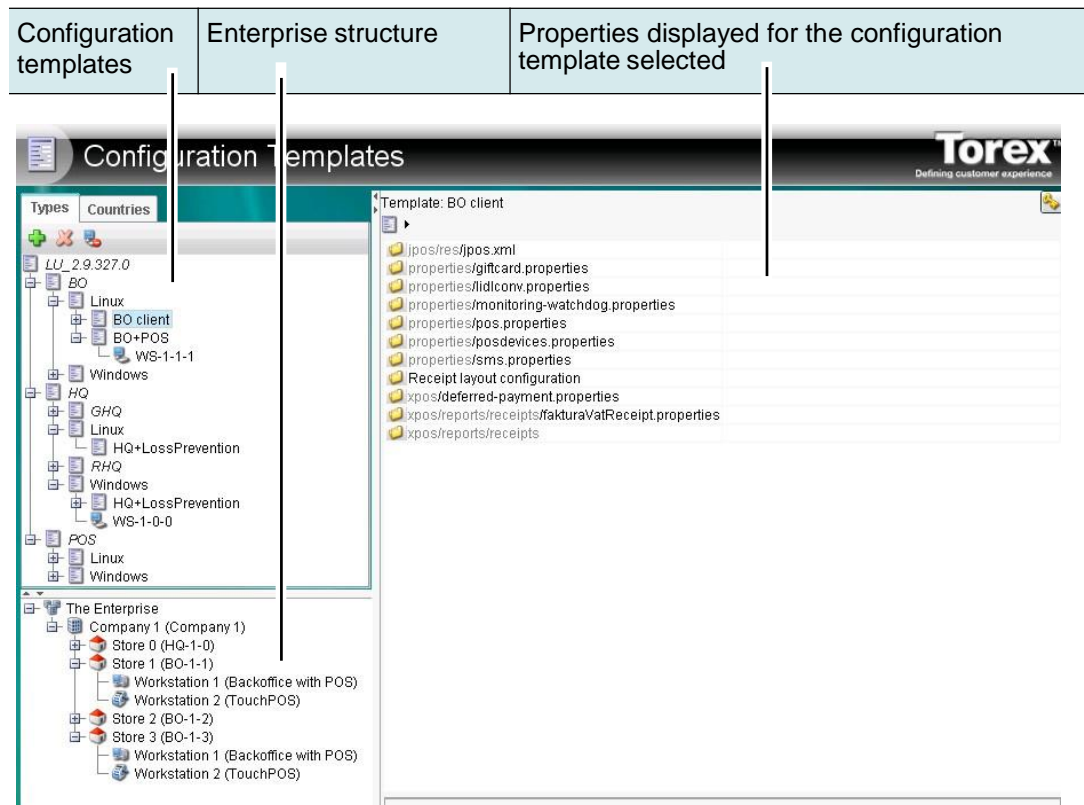 Configuration
templates
Enterprise structure
Properties displayed for the configuration
template selected
Configuration Templates
Torex™
Defining customer experience
Types
Countries
LU_2.9.327.0
BO
Linux
BO client
BO+POS
WS-1-1-1
Windows
HQ
GHQ
Linux
HQ+LossPrevention
RHQ
Windows
HQ+LossPrevention
WS-1-0-0
POS
Linux
Windows
The Enterprise
Company 1 (Company 1)
Store 0 (HQ-1-0)
Store 1 (BO-1-1)
Workstation 1 (Backoffice with POS)
Workstation 2 (TouchPOS)
Store 2 (BO-1-2)
Store 3 (BO-1-3)
Workstation 1 (Backoffice with POS)
Workstation 2 (TouchPOS)
Template: BO client
jpos/res/jpos.xml
properties/giftcard.properties
properties/lidlconv.properties
properties/monitoring-watchdog.properties
properties/pos.properties
properties/posdevices.properties
properties/sms.properties
Receipt layout configuration
xpos/deferred-payment.properties
xpos/reports/receipts/fakturaVatReceipt.properties
xpos/reports/receipts